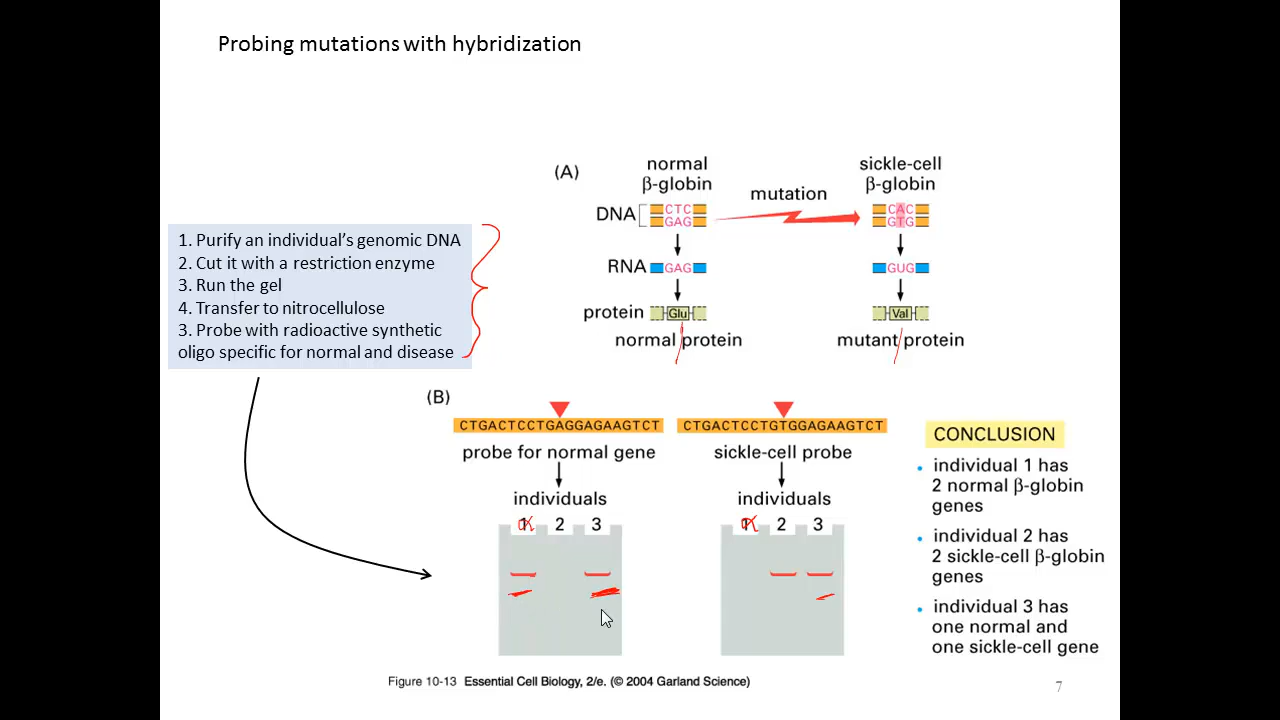 Probing mutations with hybridization
1. Purify an individual's genomic DNA
2. Cut it with a restriction enzyme
3. Run the gel
4. Transfer to nitrocellulose
3. Probe with radioactive synthetic
oligo specific for normal and disease
(A)
normal
β-globin
mutation
sickle-cell
β-globin
DNA
CTC
GAG
CAC
GTG
RNA
GAG
GUG
protein
Glu
Val
normal protein
mutant protein
(B)
CTGACTCCTGAGGAGAAGTCT
CTGACTCCTGTGGAGAAGTCT
probe for normal gene
sickle-cell probe
individuals
individuals
1 2 3
1 2 3
CONCLUSION
• individual 1 has
2 normal β-globin
genes
• individual 2 has
2 sickle-cell β-globin
genes
• individual 3 has
one normal and
one sickle-cell gene
Figure 10-13 Essential Cell Biology, 2/e. (© 2004 Garland Science)
7